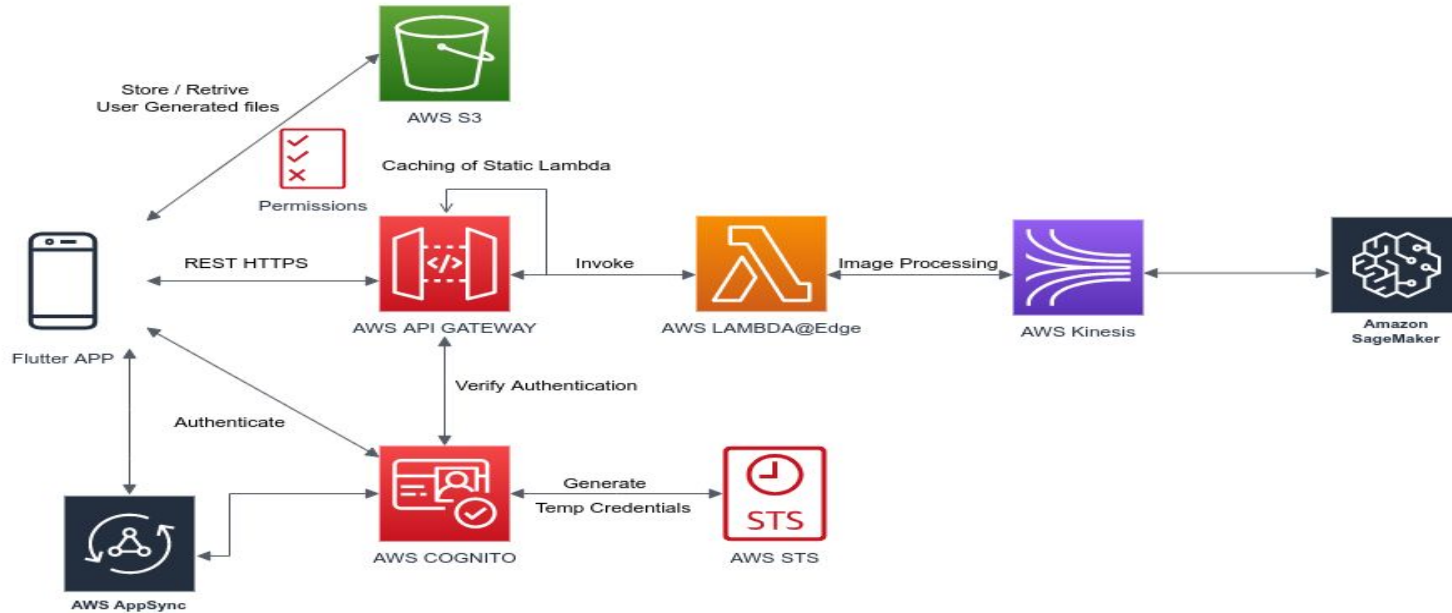 Store / Retrive
User Generated files
AWS S3
Permissions
Caching of Static Lambda
REST HTTPS
</>
Invoke
Image Processing
Flutter APP
AWS API GATEWAY
AWS LAMBDA@Edge
AWS Kinesis
Amazon
SageMaker
Verify Authentication
Authenticate
Generate
Temp Credentials
STS
AWS COGNITO
AWS STS
AWS AppSync